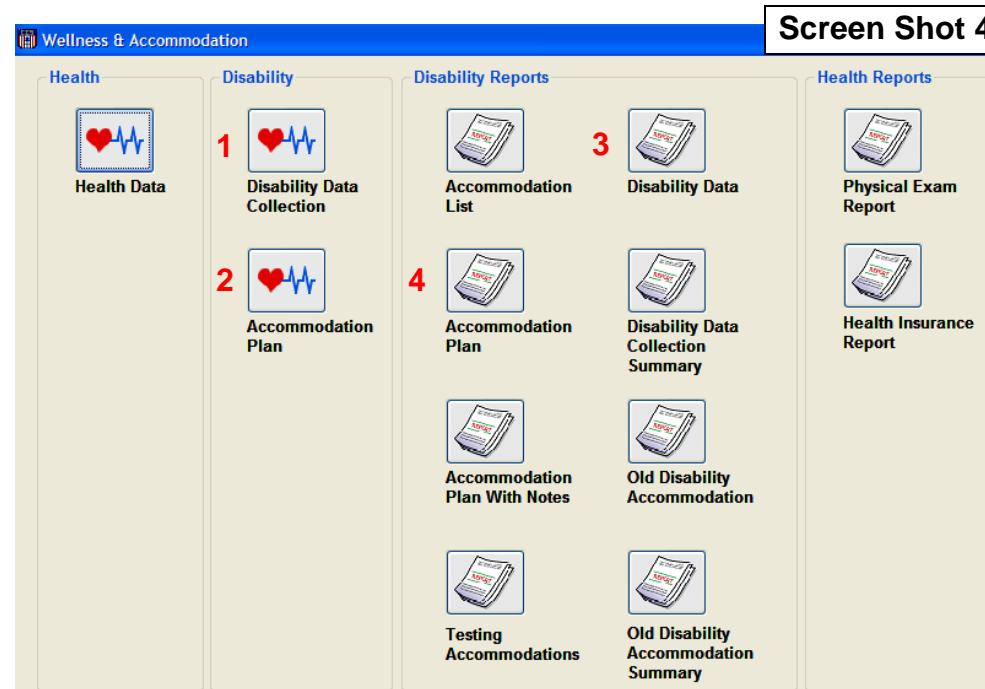 Screen Shot 4
Wellness & Accommodation
Health
Disability
Disability Reports
Health Reports
1
3
Health Data
Disability Data
Collection
Accommodation
List
Disability Data
Physical Exam
Report
2
4
Accommodation
Plan
Accommodation
Plan
Disability Data
Collection
Summary
Health Insurance
Report
Accommodation
Plan With Notes
Old Disability
Accommodation
Testing
Accommodations
Old Disability
Accommodation
Summary